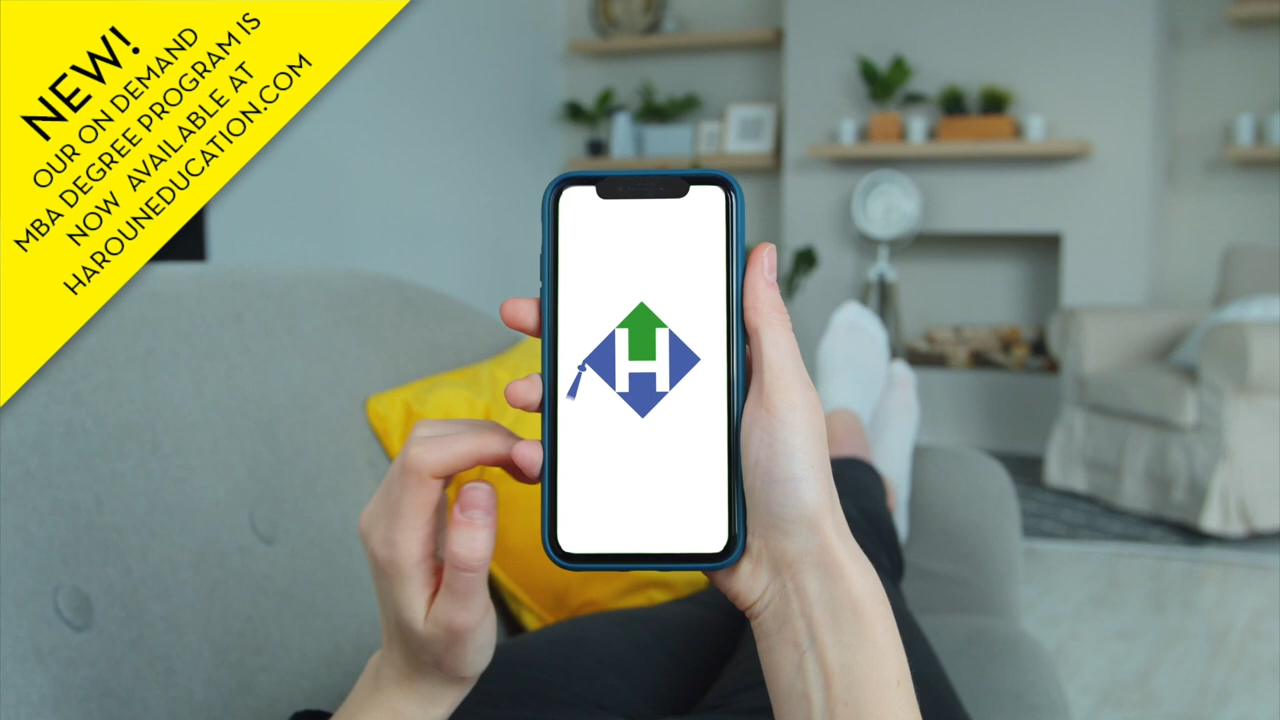 NEW!
OUR ON DEMAND
MBA DEGREE PROGRAM IS
NOW AVAILABLE AT
HAROUNEDUCATION.COM
H